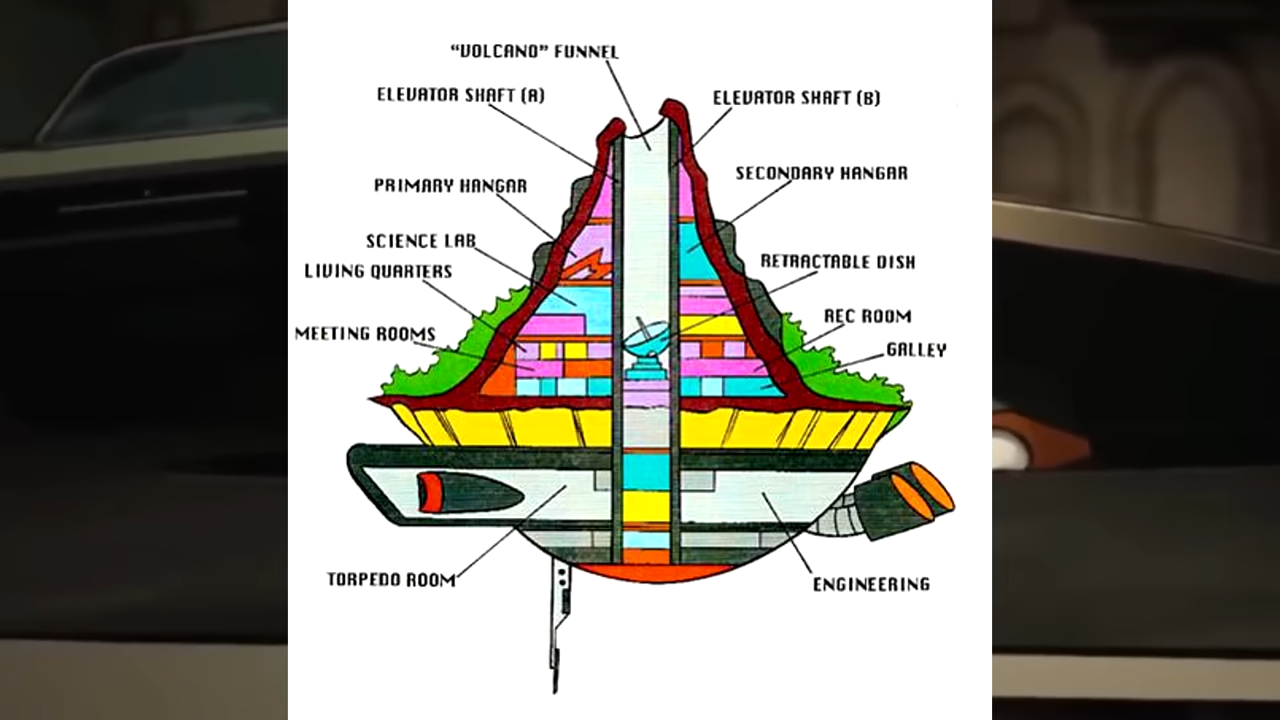 "VOLCANO" FUNNEL
ELEVATOR SHAFT (A)
ELEVATOR SHAFT (B)
SECONDARY HANGAR
PRIMARY HANGAR
SCIENCE LAB
RETRACTABLE DISH
LIVING QUARTERS
REC ROOM
MEETING ROOMS
GALLEY
TORPEDO ROOM
ENGINEERING